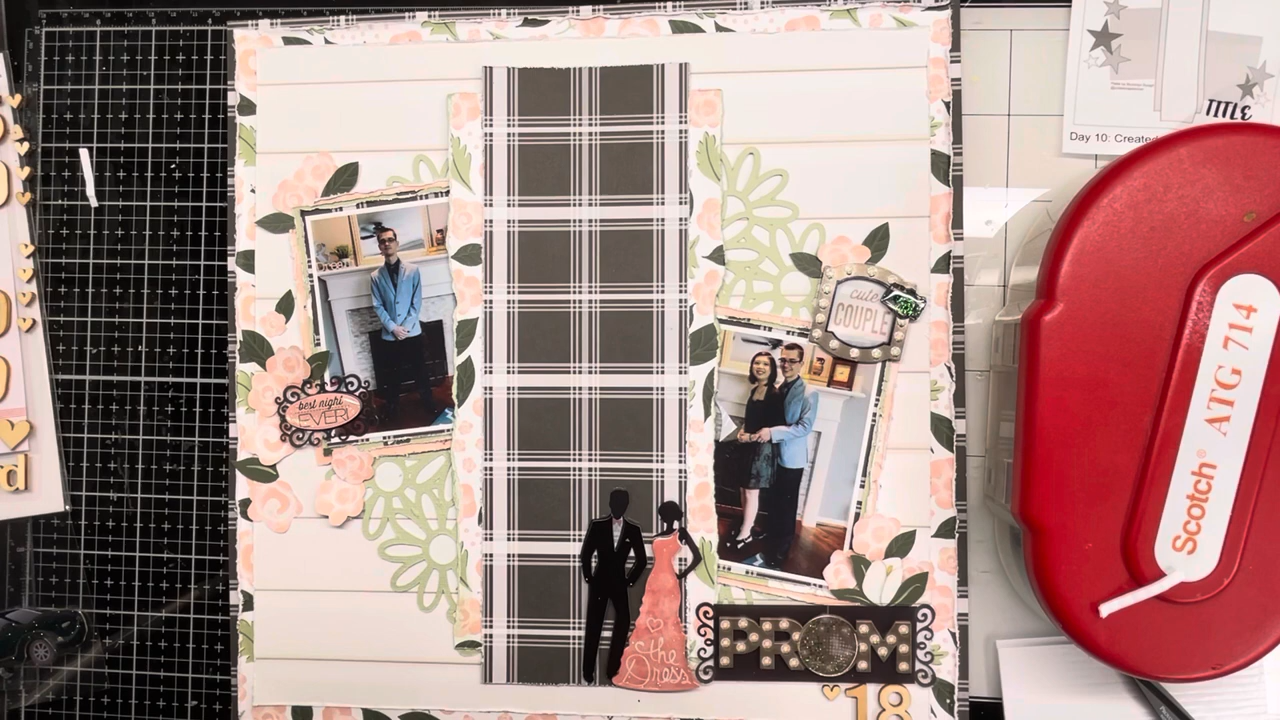 TITLE
Day 10: Created
cute
COUPLE
best night
EVER!
the
Dress
PROM
18
Scotch® ATG 714
d